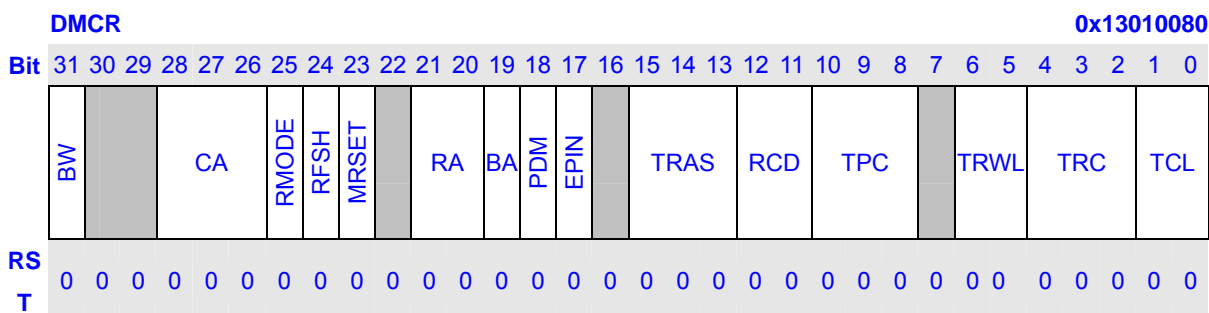 DMCR 0x13010080
Bit 31 30 29 28 27 26 25 24 23 22 21 20 19 18 17 16 15 14 13 12 11 10 9 8 7 6 5 4 3 2 1 0
BW CA RMODE RFSH MRSET RA BA PDM EPIN TRAS RCD TPC TRWL TRC TCL
RS
T 0 0 0 0 0 0 0 0 0 0 0 0 0 0 0 0 0 0 0 0 0 0 0 0 0 0 0 0 0 0 0 0